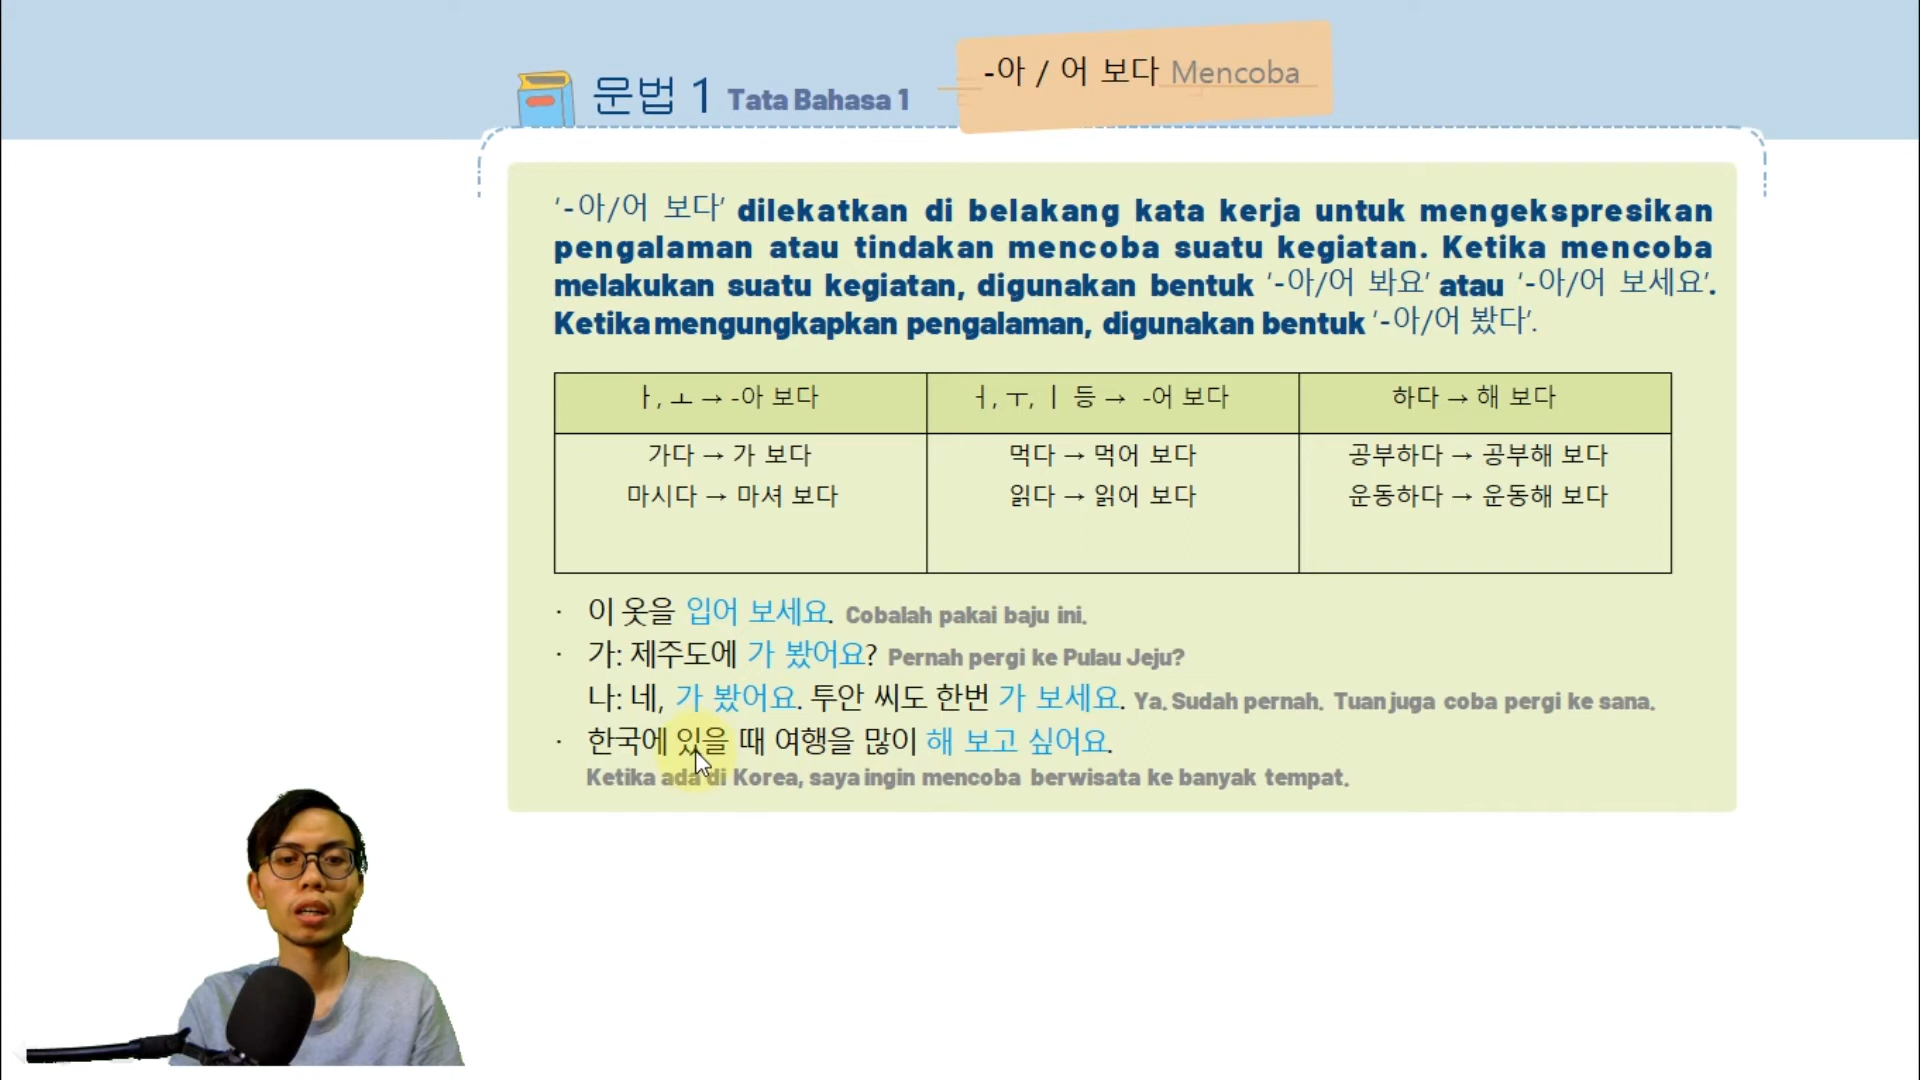 문법 1 Tata Bahasa 1
-아 / 어 보다 Mencoba
'-아/어 보다' dilekatkan di belakang kata kerja untuk mengekspresikan
pengalaman atau tindakan mencoba suatu kegiatan. Ketika mencoba
melakukan suatu kegiatan, digunakan bentuk '-아/어 봐요' atau '-아/어 보세요'.
Ketika mengungkapkan pengalaman, digunakan bentuk '-아/어 봤다'.
ㅏ, ㅗ → -아 보다 ㅓ, ㅜ, ㅣ 등 → -어 보다 하다 → 해 보다
가다 → 가 보다 먹다 → 먹어 보다 공부하다 → 공부해 보다
마시다 → 마셔 보다 읽다 → 읽어 보다 운동하다 → 운동해 보다
· 이 옷을 입어 보세요. Cobalah pakai baju ini.
· 가: 제주도에 가 봤어요? Pernah pergi ke Pulau Jeju?
나: 네, 가 봤어요. 투안 씨도 한번 가 보세요. Ya. Sudah pernah. Tuan juga coba pergi ke sana.
· 한국에 있을 때 여행을 많이 해 보고 싶어요.
Ketika ada di Korea, saya ingin mencoba berwisata ke banyak tempat.